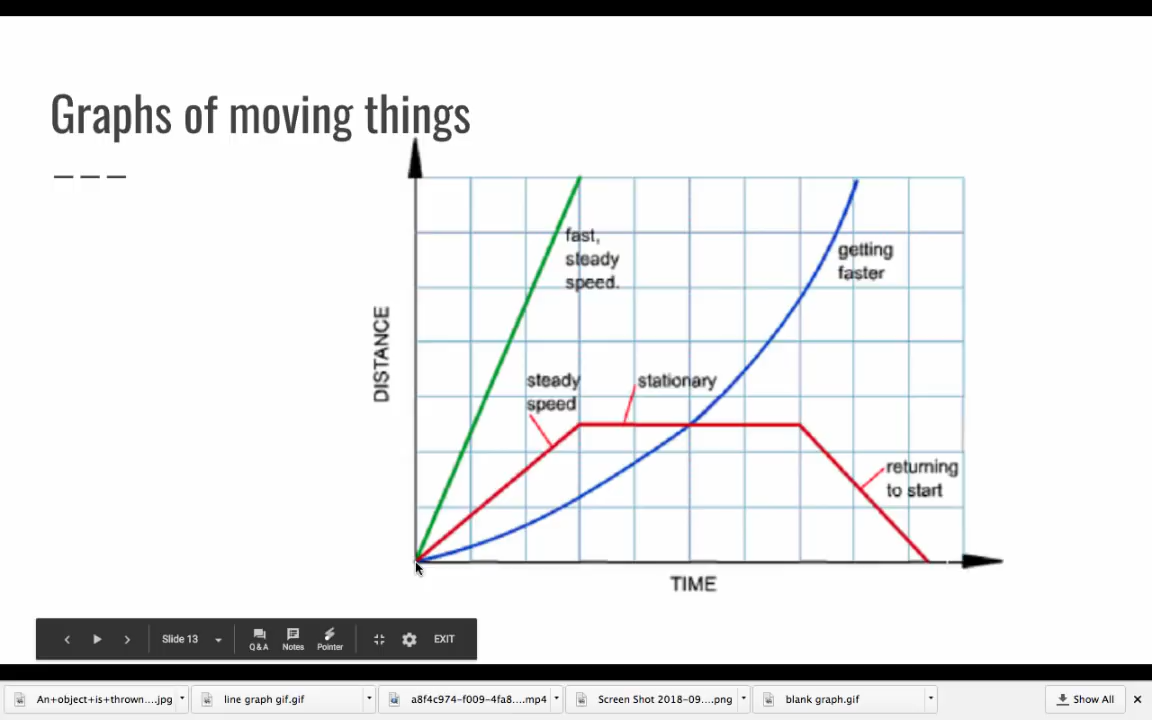 Graphs of moving things
fast,
steady
speed.
getting
faster
DISTANCE
steady
speed
stationary
returning
to start
TIME
Slide 13
Q&A
Notes
Pointer
EXIT
An+object+is+thrown....jpg
line graph gif.gif
a8f4c974-f009-4fa8....mp4
Screen Shot 2018-09....png
blank graph.gif
Show All